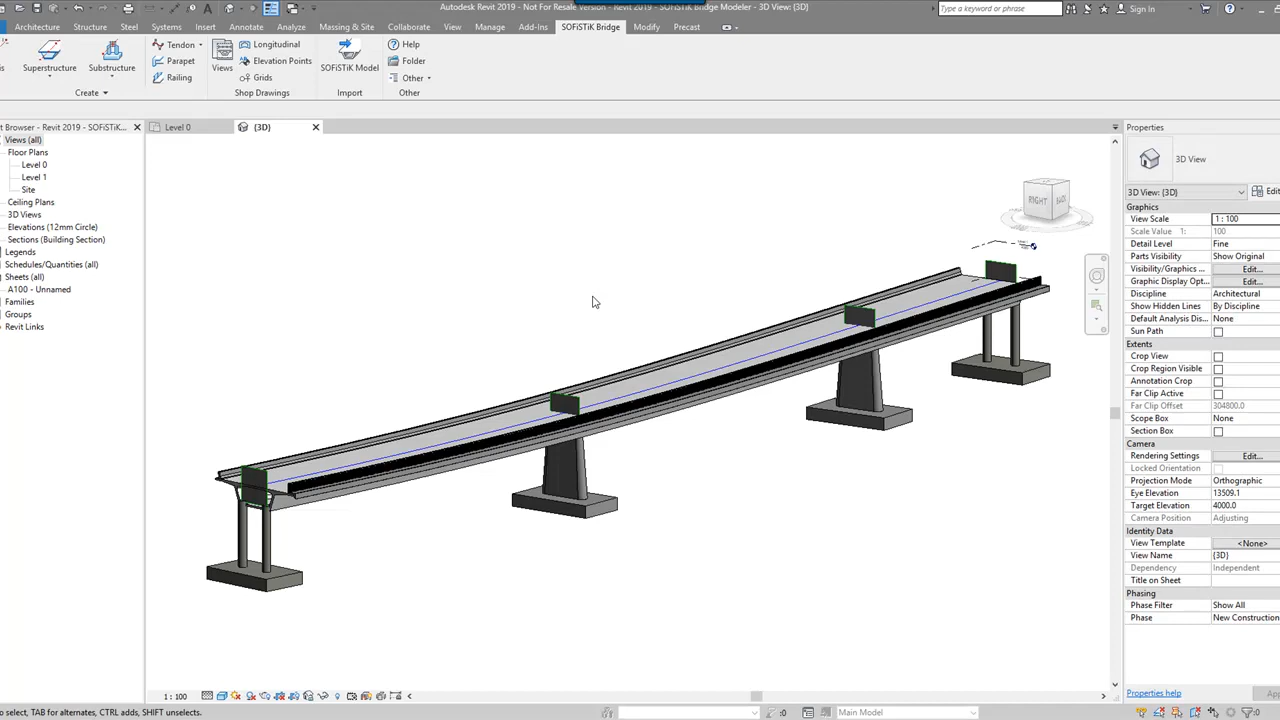 Autodesk Revit 2019 - Not For Resale Version - SOFiSTiK Bridge Modeler - 3D View: {3D}
Type a keyword or phrase
Sign In
Architecture
Structure
Steel
Systems
Insert
Annotate
Analyze
Massing & Site
Collaborate
View
Manage
Add-Ins
SOFiSTiK Bridge
Modify
Precast
Superstructure
Substructure
Tendon
Parapet
Railing
Views
Longitudinal
Elevation Points
Grids
SOFiSTiK Model
Help
Folder
Other
Create
Shop Drawings
Import
Other
t Browser - Revit 2019 - SOFiSTiK...
Level 0
{3D}
Views (all)
Floor Plans
Level 0
Level 1
Site
Ceiling Plans
3D Views
Elevations (12mm Circle)
Sections (Building Section)
Legends
Schedules/Quantities (all)
Sheets (all)
A100 - Unnamed
Families
Groups
Revit Links
RIGHT
BACK
Properties
3D View
3D View: {3D}
Edit
Graphics
View Scale 1 : 100
Scale Value 1: 100
Detail Level Fine
Parts Visibility Show Original
Visibility/Graphics ... Edit...
Graphic Display Opt... Edit...
Discipline Architectural
Show Hidden Lines By Discipline
Default Analysis Dis... None
Sun Path
Extents
Crop View
Crop Region Visible
Annotation Crop
Far Clip Active
Far Clip Offset 304800.0
Scope Box None
Section Box
Camera
Rendering Settings Edit...
Locked Orientation
Projection Mode Orthographic
Eye Elevation 13509.1
Target Elevation 4000.0
Camera Position Adjusting
Identity Data
View Template <None>
View Name {3D}
Dependency Independent
Title on Sheet
Phasing
Phase Filter Show All
Phase New Construction
Properties help
Ap
1 : 100
o select, TAB for alternates, CTRL adds, SHIFT unselects.
:0
Main Model
:0